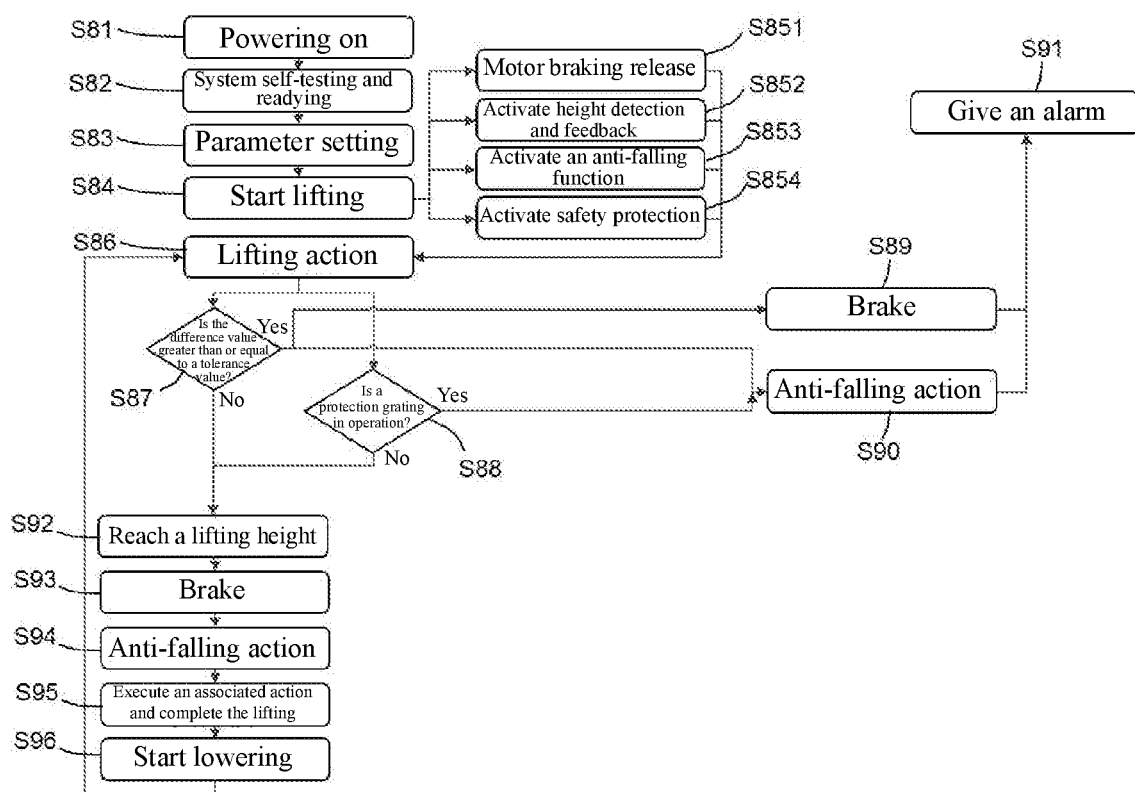 S81
Powering on
S82
System self-testing and
readying
S83
Parameter setting
S84
Start lifting
S851
Motor braking release
S852
Activate height detection
and feedback
S853
Activate an anti-falling
function
S854
Activate safety protection
S91
Give an alarm
S86
Lifting action
S89
Brake
Is the
difference value
greater than or equal
to a tolerance
value?
Yes
S87
No
Is a
protection grating
in operation?
Yes
S88
No
Anti-falling action
S90
S92
Reach a lifting height
S93
Brake
S94
Anti-falling action
S95
Execute an associated action
and complete the lifting
S96
Start lowering